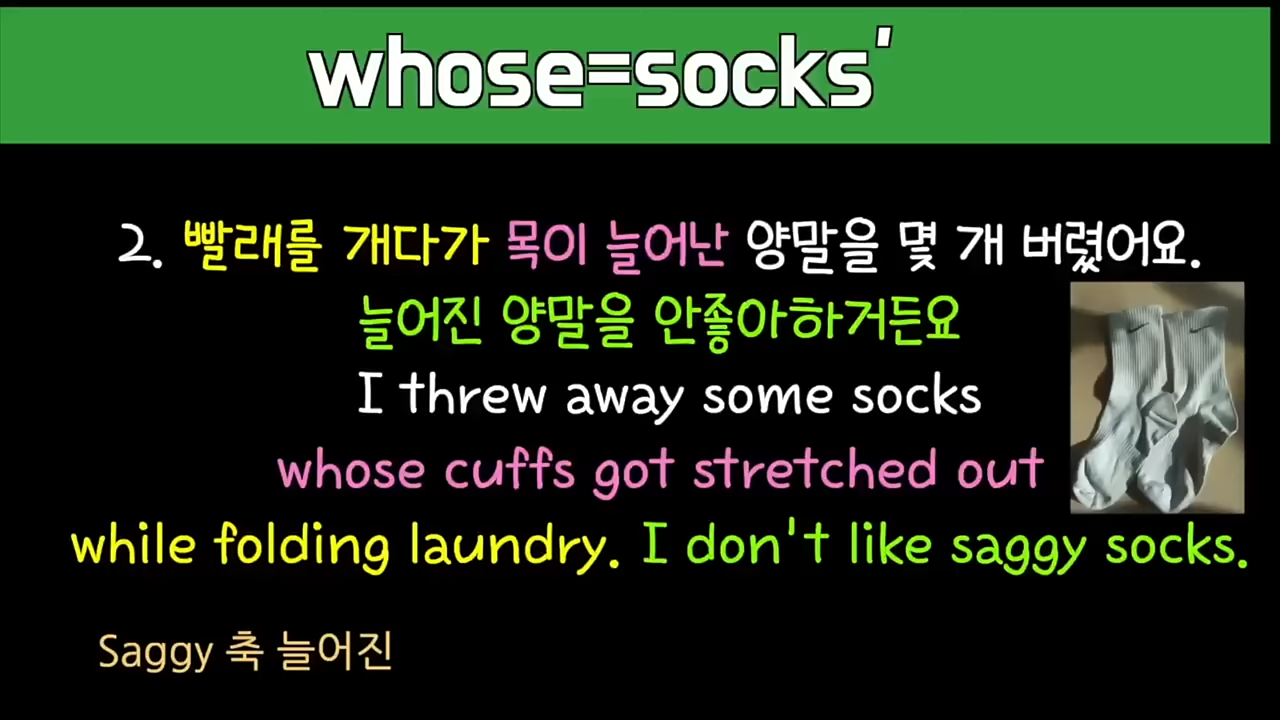 whose=socks'
2. 빨래를 개다가 목이 늘어난 양말을 몇 개 버렸어요.
늘어진 양말을 안좋아하거든요
I threw away some socks
whose cuffs got stretched out
while folding laundry. I don't like saggy socks.
Saggy 축 늘어진